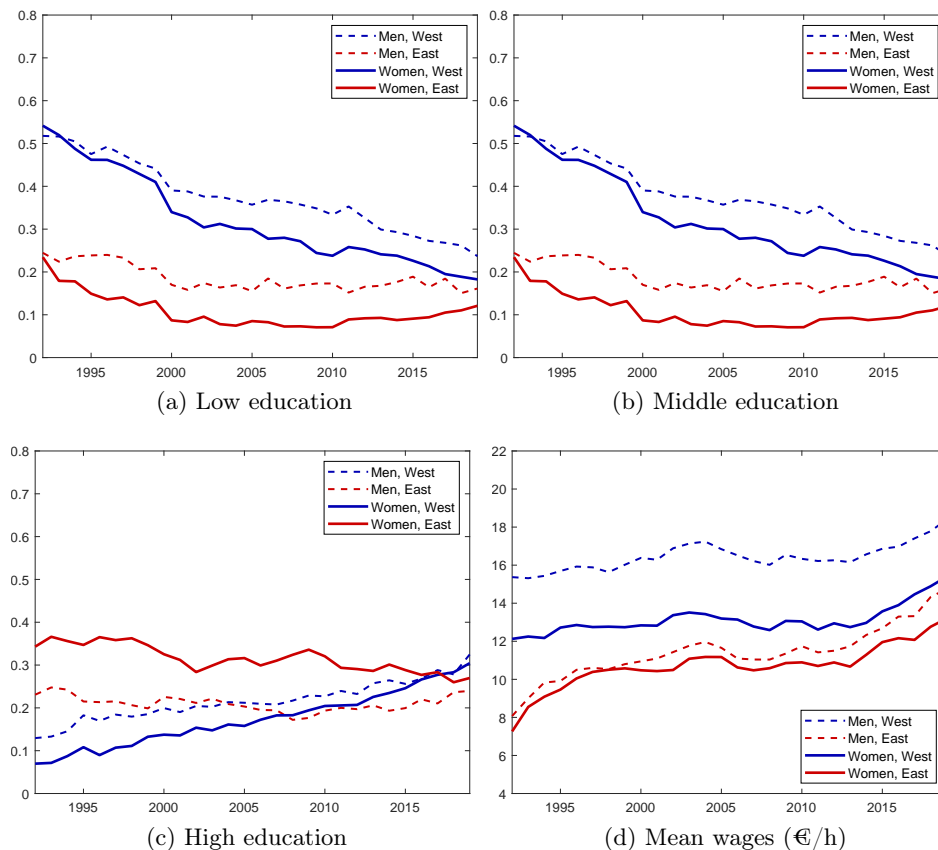 0.8
0.7
0.6
0.5
0.4
0.3
0.2
0.1
0
Men, West
Men, East
Women, West
Women, East
1995 2000 2005 2010 2015
(a) Low education
0.8
0.7
0.6
0.5
0.4
0.3
0.2
0.1
0
Men, West
Men, East
Women, West
Women, East
1995 2000 2005 2010 2015
(b) Middle education
0.8
0.7
0.6
0.5
0.4
0.3
0.2
0.1
0
Men, West
Men, East
Women, West
Women, East
1995 2000 2005 2010 2015
(c) High education
22
20
18
16
14
12
10
8
6
4
Men, West
Men, East
Women, West
Women, East
1995 2000 2005 2010 2015
(d) Mean wages (€/h)